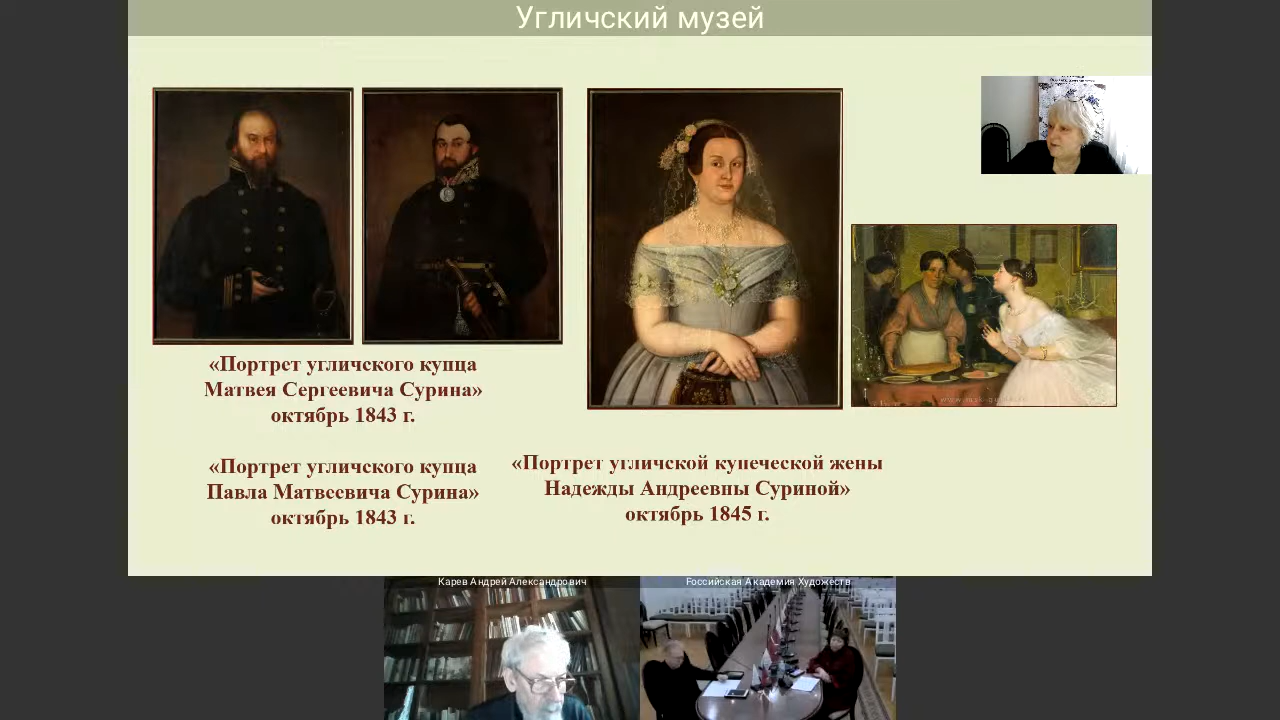 Угличский музей
«Портрет угличского купца
Матвея Сергеевича Сурина»
октябрь 1843 г.
«Портрет угличского купца
Павла Матвеевича Сурина»
октябрь 1843 г.
«Портрет угличской купеческой жены
Надежды Андреевны Суриной»
октябрь 1845 г.
Карев Андрей Александрович
Российская Академия Художеств